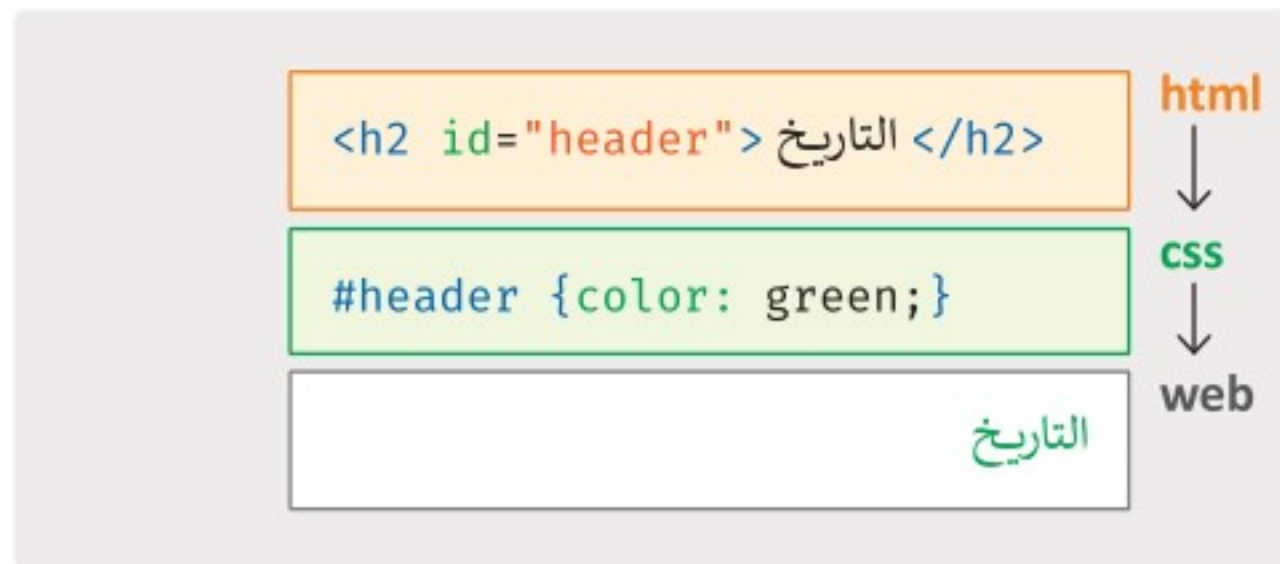 <h2 id="header"> التاريخ </h2>
html
#header {color: green;}
css
التاريخ
web